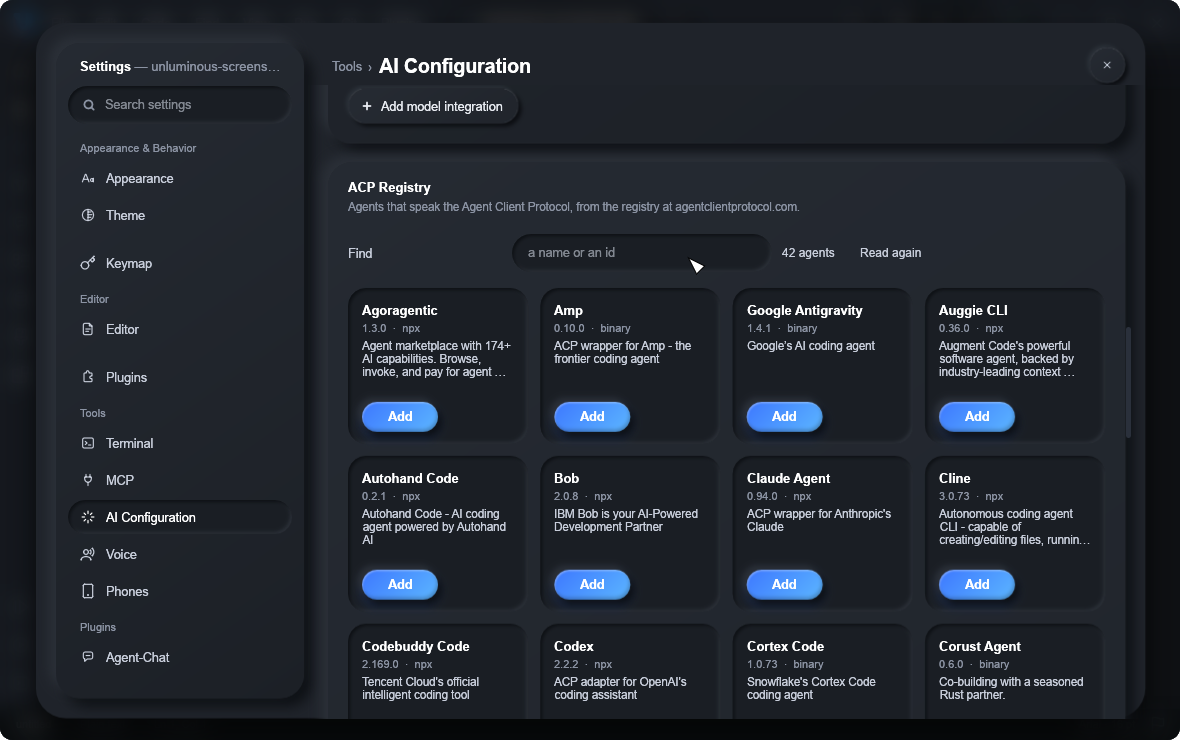 Settings — unluminous-screens…
Search settings
Appearance & Behavior
Appearance
Theme
Keymap
Editor
Editor
Plugins
Tools
Terminal
MCP
AI Configuration
Voice
Phones
Plugins
Agent-Chat
Tools › AI Configuration
+ Add model integration
ACP Registry
Agents that speak the Agent Client Protocol, from the registry at agentclientprotocol.com.
Find
a name or an id
42 agents
Read again
Agoragentic
1.3.0 · npx
Agent marketplace with 174+
AI capabilities. Browse,
invoke, and pay for agent …
Add
Amp
0.10.0 · binary
ACP wrapper for Amp - the
frontier coding agent
Add
Google Antigravity
1.4.1 · binary
Google's AI coding agent
Add
Auggie CLI
0.36.0 · npx
Augment Code's powerful
software agent, backed by
industry-leading context …
Add
Autohand Code
0.2.1 · npx
Autohand Code - AI coding
agent powered by Autohand
AI
Add
Bob
2.0.8 · npx
IBM Bob is your AI-Powered
Development Partner
Add
Claude Agent
0.94.0 · npx
ACP wrapper for Anthropic's
Claude
Add
Cline
3.0.73 · npx
Autonomous coding agent
CLI - capable of
creating/editing files, runnin…
Add
Codebuddy Code
2.169.0 · npx
Tencent Cloud's official
intelligent coding tool
Codex
2.2.2 · npx
ACP adapter for OpenAI's
coding assistant
Cortex Code
1.0.73 · binary
Snowflake's Cortex Code
coding agent
Corust Agent
0.6.0 · binary
Co-building with a seasoned
Rust partner.